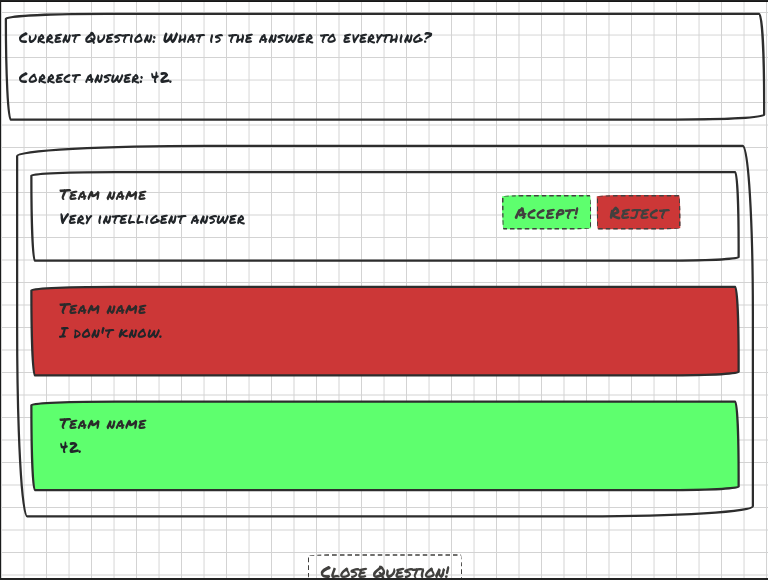 Current Question: What is the answer to everything?
Correct answer: 42.
Team name
Very intelligent answer
Accept! Reject
Team name
I don't know.
Team name
42.
Close Question!